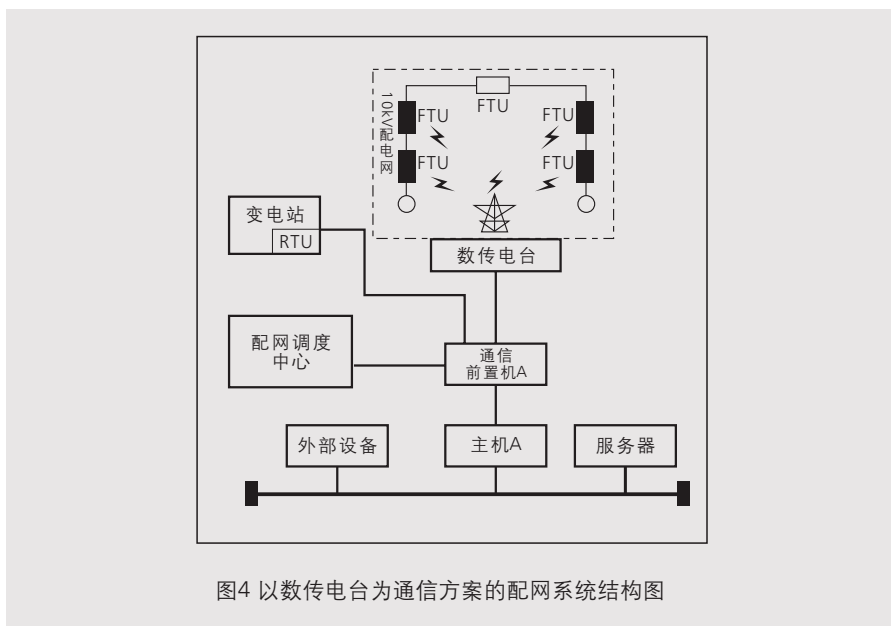 FTU
10kV配电网
FTU
FTU
FTU
FTU
变电站
RTU
数传电台
配网调度
中心
通信
前置机A
外部设备
主机A
服务器
图4 以数传电台为通信方案的配网系统结构图